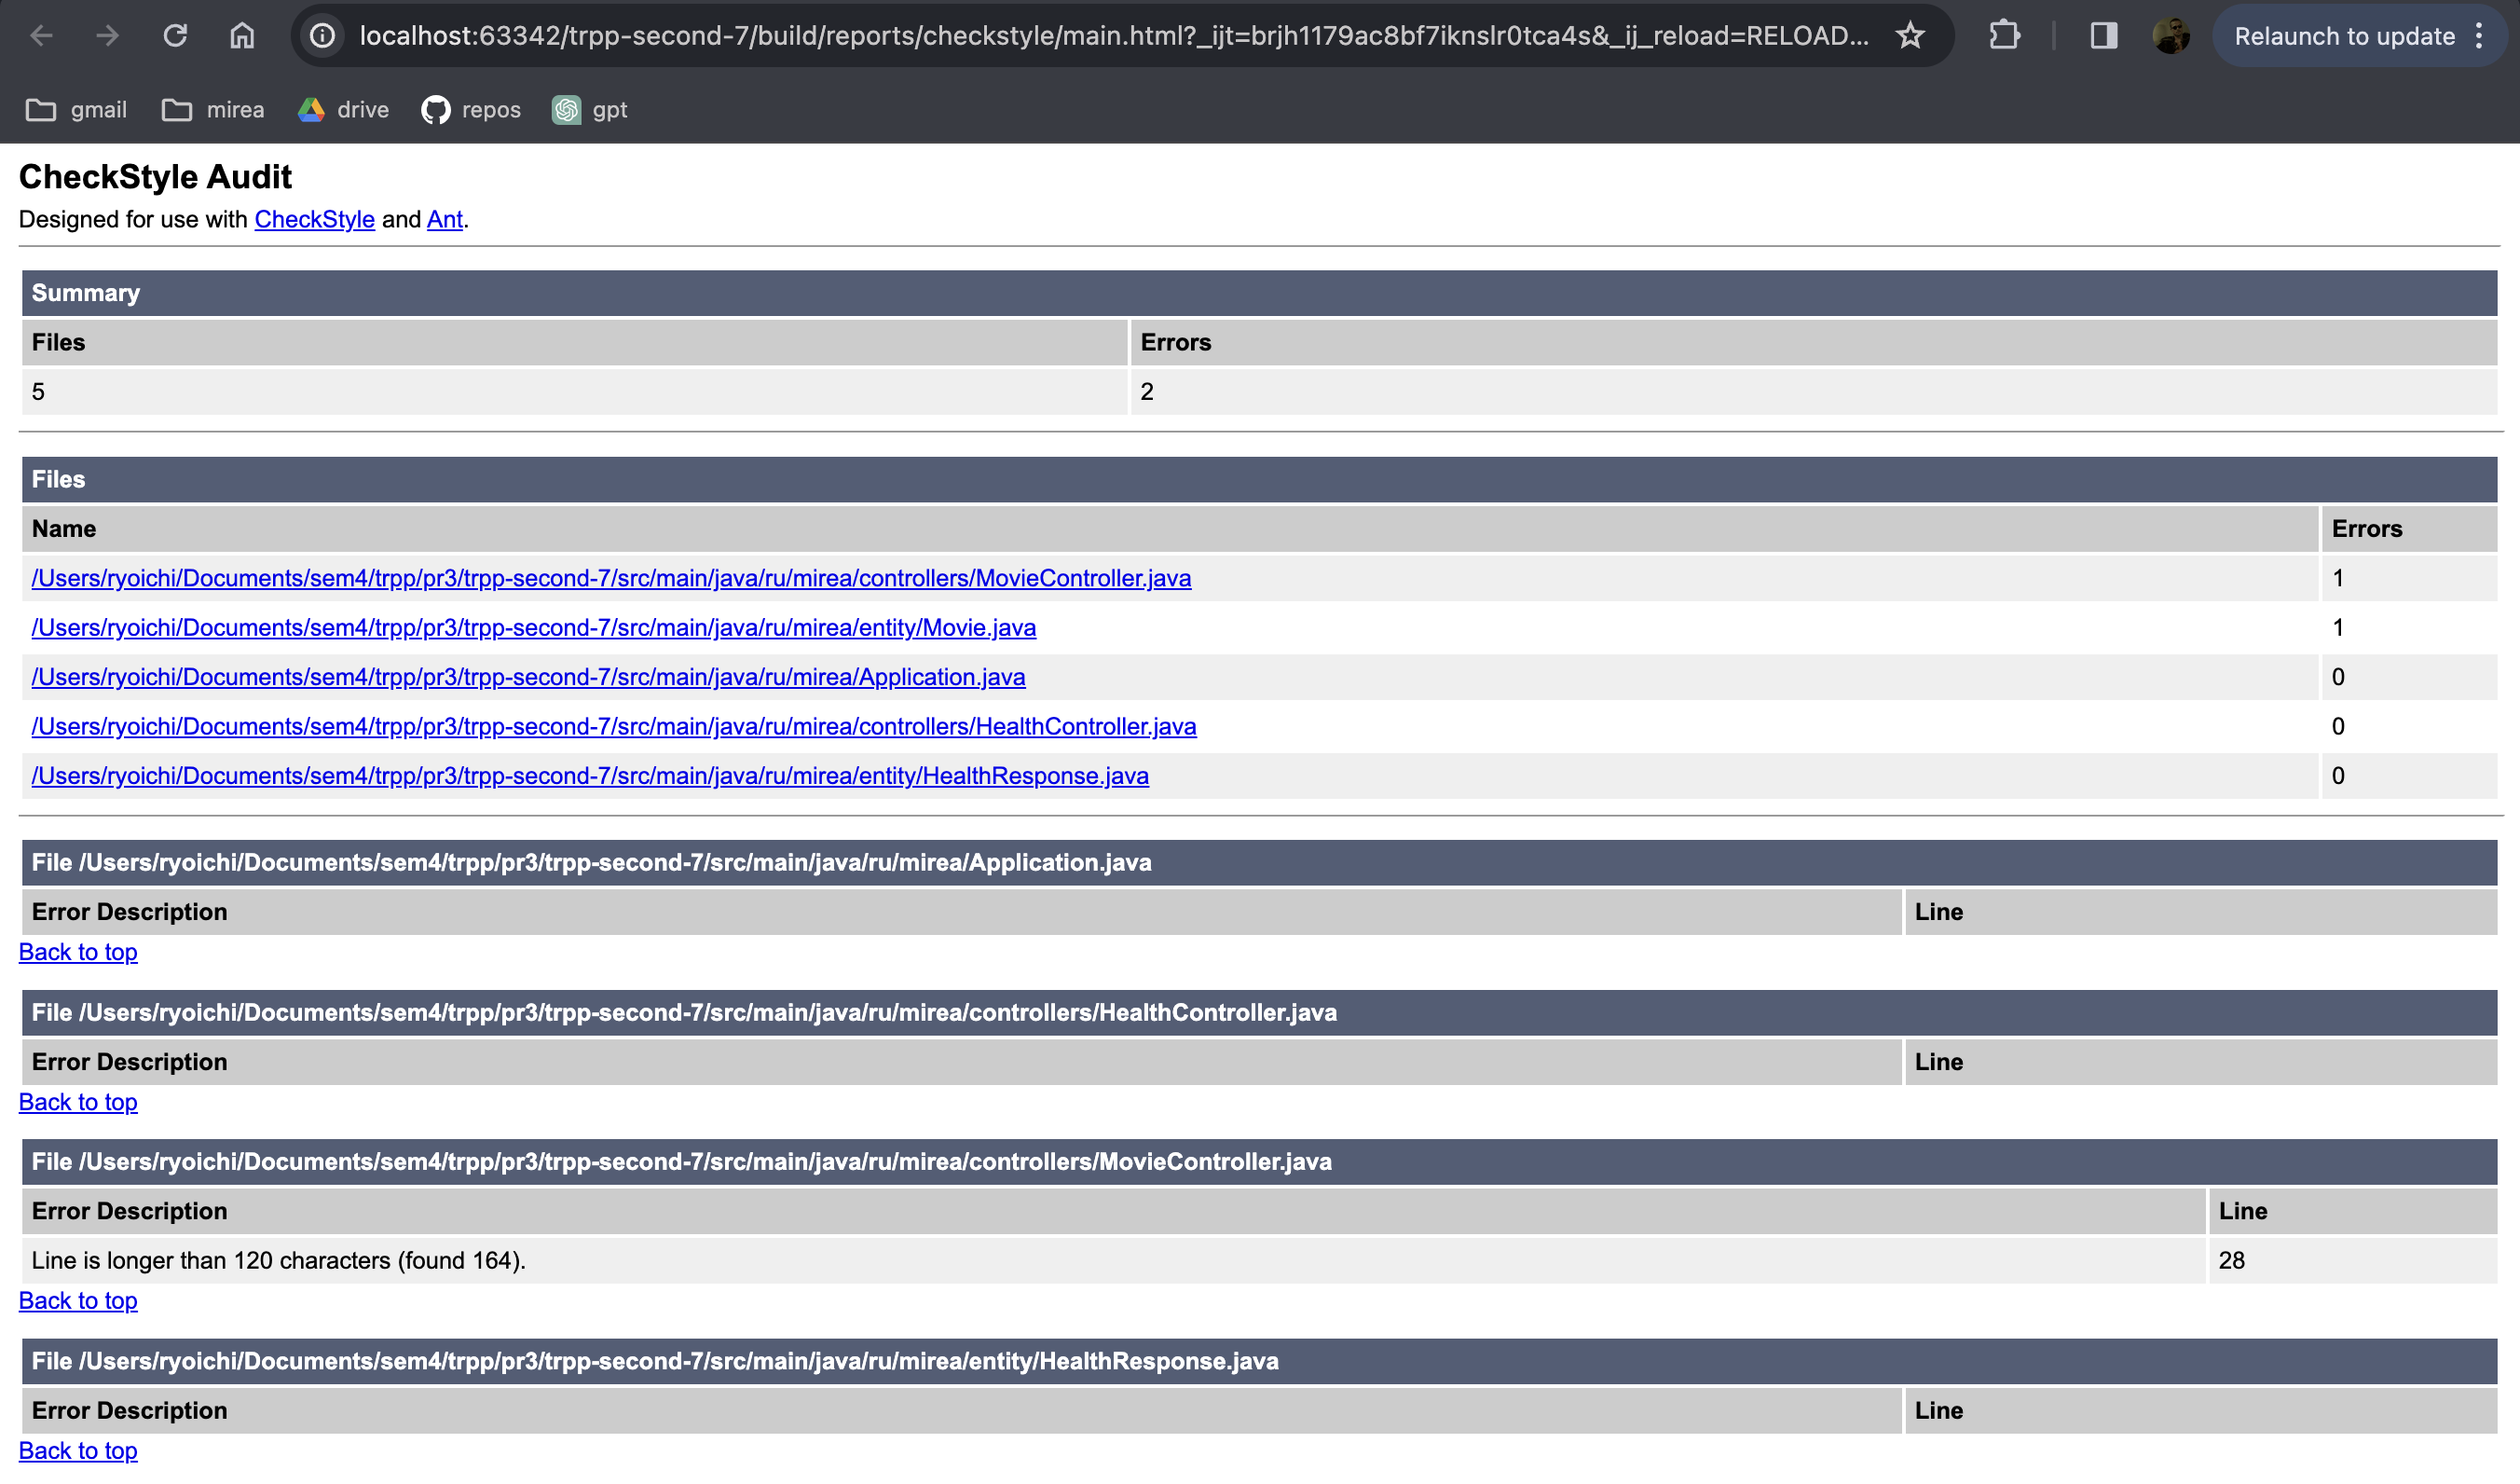 localhost:63342/trpp-second-7/build/reports/checkstyle/main.html?_ijt=brjh1179ac8bf7iknslr0tca4s&_ij_reload=RELOAD...
Relaunch to update
gmail
mirea
drive
repos
gpt
CheckStyle Audit
Designed for use with CheckStyle and Ant.
Summary
Files Errors
5 2
Files
Name Errors
/Users/ryoichi/Documents/sem4/trpp/pr3/trpp-second-7/src/main/java/ru/mirea/controllers/MovieController.java 1
/Users/ryoichi/Documents/sem4/trpp/pr3/trpp-second-7/src/main/java/ru/mirea/entity/Movie.java 1
/Users/ryoichi/Documents/sem4/trpp/pr3/trpp-second-7/src/main/java/ru/mirea/Application.java 0
/Users/ryoichi/Documents/sem4/trpp/pr3/trpp-second-7/src/main/java/ru/mirea/controllers/HealthController.java 0
/Users/ryoichi/Documents/sem4/trpp/pr3/trpp-second-7/src/main/java/ru/mirea/entity/HealthResponse.java 0
File /Users/ryoichi/Documents/sem4/trpp/pr3/trpp-second-7/src/main/java/ru/mirea/Application.java
Error Description Line
Back to top
File /Users/ryoichi/Documents/sem4/trpp/pr3/trpp-second-7/src/main/java/ru/mirea/controllers/HealthController.java
Error Description Line
Back to top
File /Users/ryoichi/Documents/sem4/trpp/pr3/trpp-second-7/src/main/java/ru/mirea/controllers/MovieController.java
Error Description Line
Line is longer than 120 characters (found 164). 28
Back to top
File /Users/ryoichi/Documents/sem4/trpp/pr3/trpp-second-7/src/main/java/ru/mirea/entity/HealthResponse.java
Error Description Line
Back to top